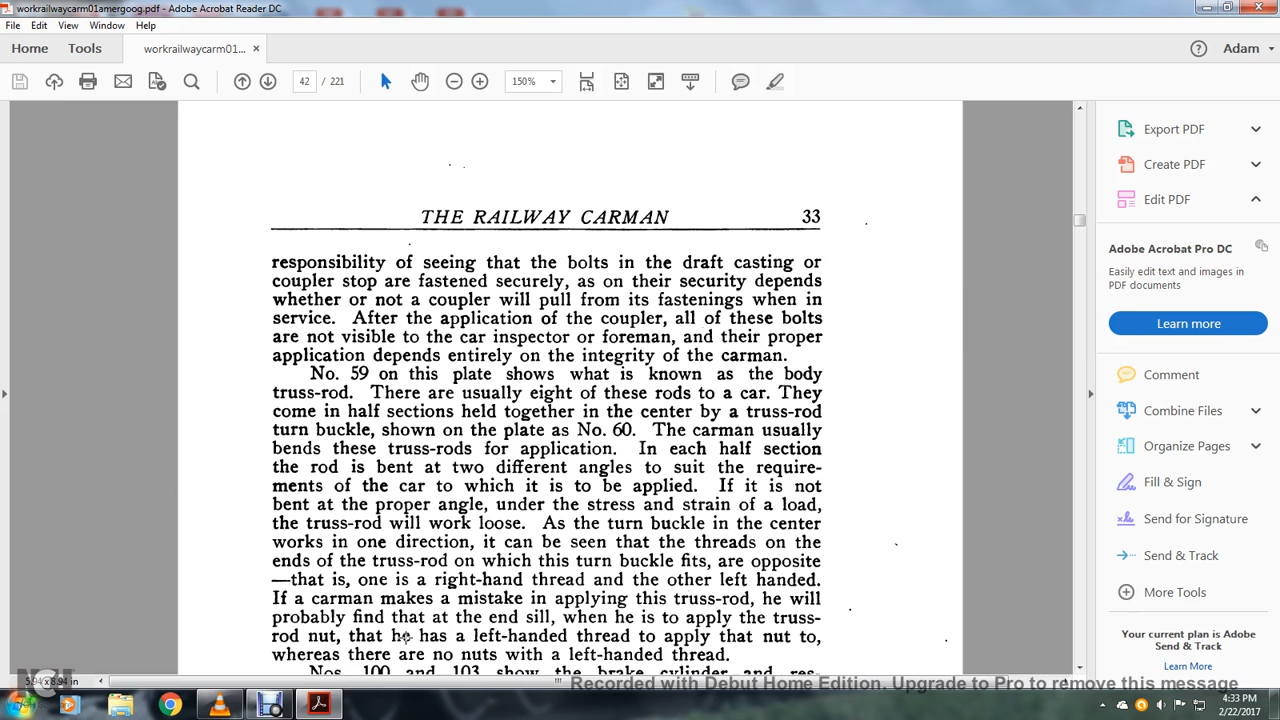 workrailwaycarm01amergoog.pdf - Adobe Acrobat Reader DC
File Edit View Window Help
Home Tools workrailwaycarm01... × Adam
42 / 221 150%
THE RAILWAY CARMAN 33
responsibility of seeing that the bolts in the draft casting or
coupler stop are fastened securely, as on their security depends
whether or not a coupler will pull from its fastenings when in
service. After the application of the coupler, all of these bolts
are not visible to the car inspector or foreman, and their proper
application depends entirely on the integrity of the carman.
No. 59 on this plate shows what is known as the body
truss-rod. There are usually eight of these rods to a car. They
come in half sections held together in the center by a truss-rod
turn buckle, shown on the plate as No. 60. The carman usually
bends these truss-rods for application. In each half section
the rod is bent at two different angles to suit the require-
ments of the car to which it is to be applied. If it is not
bent at the proper angle, under the stress and strain of a load,
the truss-rod will work loose. As the turn buckle in the center
works in one direction, it can be seen that the threads on the
ends of the truss-rod on which this turn buckle fits, are opposite
—that is, one is a right-hand thread and the other left handed.
If a carman makes a mistake in applying this truss-rod, he will
probably find that at the end sill, when he is to apply the truss-
rod nut, that he has a left-handed thread to apply that nut to,
whereas there are no nuts with a left-handed thread.
Nos. 100 and 103 show the brake cylinder and res-
Export PDF
Create PDF
Edit PDF
Adobe Acrobat Pro DC
Easily edit text and images in
PDF documents
Learn more
Comment
Combine Files
Organize Pages
Fill & Sign
Send for Signature
Send & Track
More Tools
Your current plan is Adobe
Send & Track
Learn More
5.94 x 8.94 in
Recorded with Debut Home Edition. Upgrade to Pro to remove this message
NCH
4:33 PM
2/22/2017